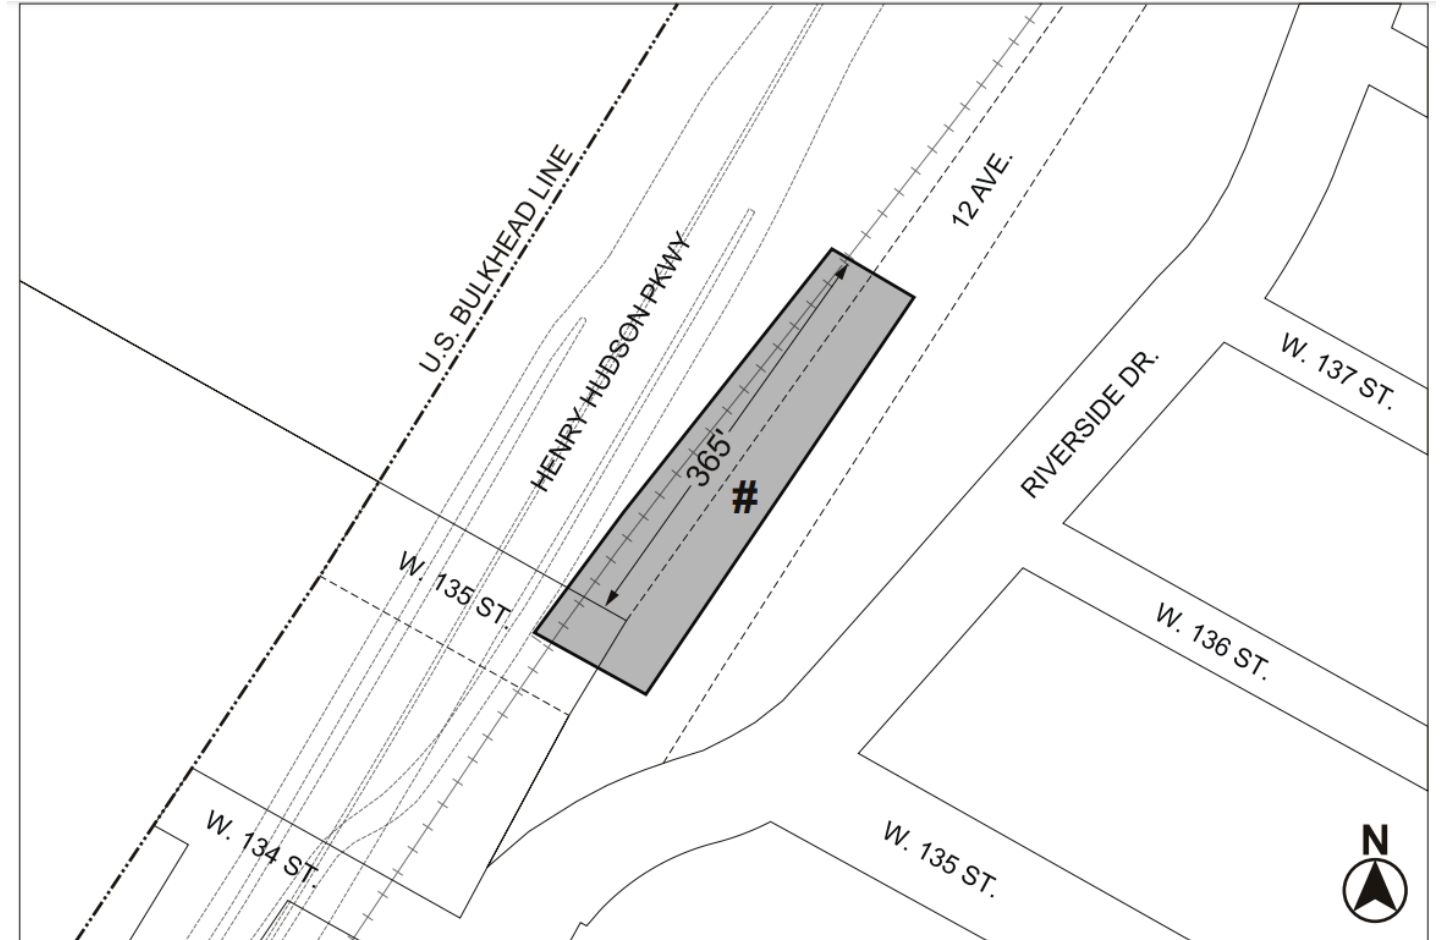 U.S. BULKHEAD LINE
HENRY HUDSON PKWY
12 AVE.
RIVERSIDE DR.
W. 137 ST.
365'
#
W. 135 ST.
W. 136 ST.
W. 134 ST.
W. 135 ST.
N